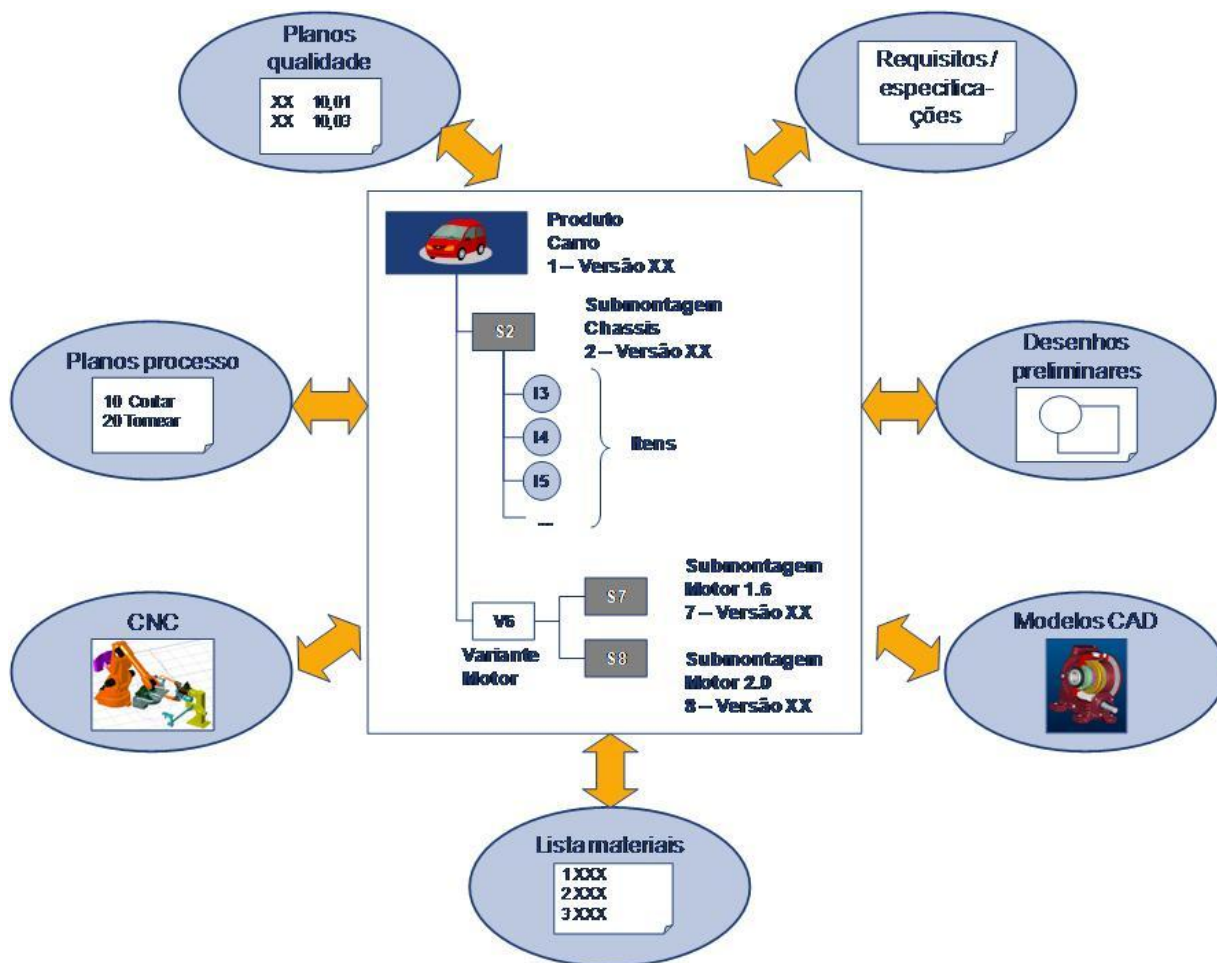 Planos
qualidade
XX 10,01
XX 10,03
Requisitos /
especifica-
ções
Produto
Carro
1 – Versão XX
S2
Submontagem
Chassis
2 – Versão XX
I3
I4
I5
...
Itens
Planos processo
10 Cortar
20 Tornear
Desenhos
preliminares
CNC
V6
Variante
Motor
S7
Submontagem
Motor 1.6
7 – Versão XX
S8
Submontagem
Motor 2.0
8 – Versão XX
Modelos CAD
Lista materiais
1 XXX
2 XXX
3 XXX